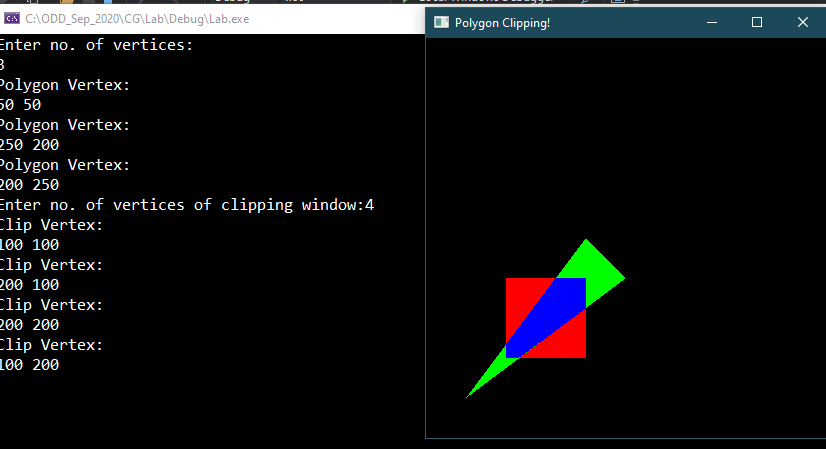 C:\ODD_Sep_2020\CG\Lab\Debug\Lab.exe
Polygon Clipping!
Enter no. of vertices:
3
Polygon Vertex:
50 50
Polygon Vertex:
250 200
Polygon Vertex:
200 250
Enter no. of vertices of clipping window:4
Clip Vertex:
100 100
Clip Vertex:
200 100
Clip Vertex:
200 200
Clip Vertex:
100 200